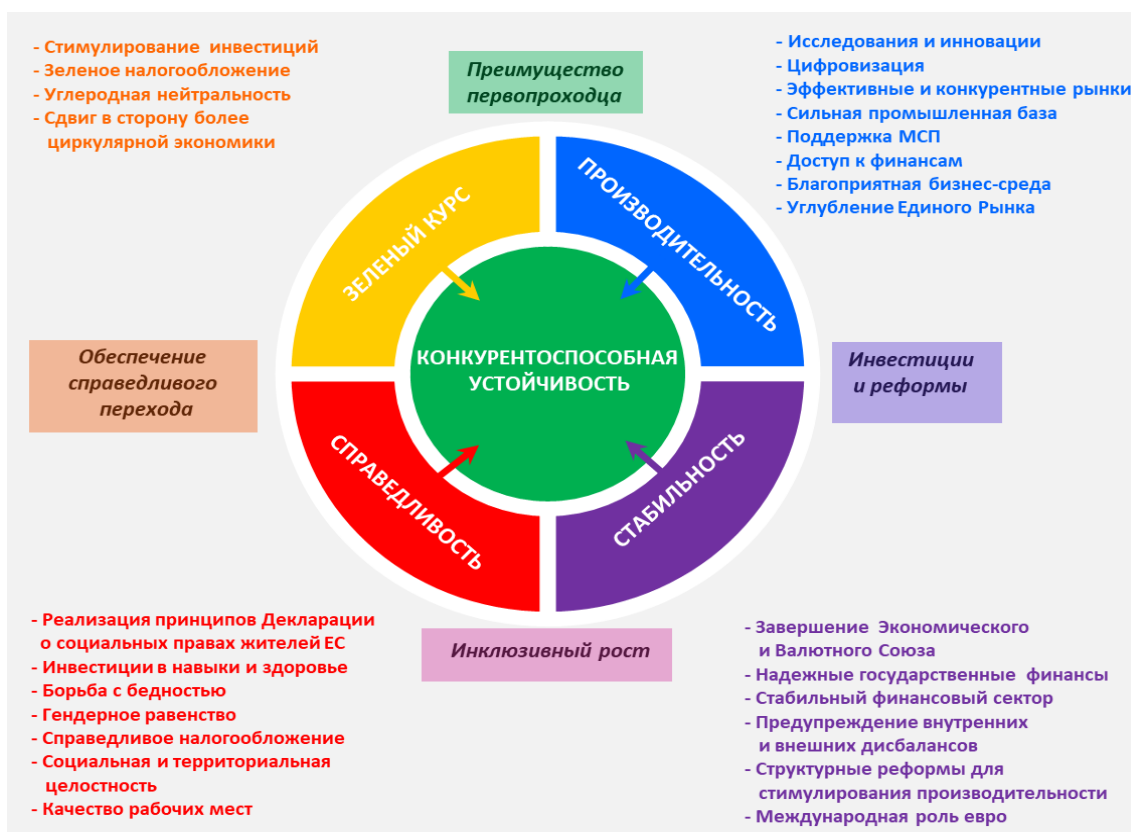 - Стимулирование инвестиций
- Зеленое налогообложение
- Углеродная нейтральность
- Сдвиг в сторону более
циркулярной экономики
Преимущество
первопроходца
- Исследования и инновации
- Цифровизация
- Эффективные и конкурентные рынки
- Сильная промышленная база
- Поддержка МСП
- Доступ к финансам
- Благоприятная бизнес-среда
- Углубление Единого Рынка
ЗЕЛЕНЫЙ КУРС
ПРОИЗВОДИТЕЛЬНОСТЬ
Обеспечение
справедливого
перехода
КОНКУРЕНТОСПОСОБНАЯ
УСТОЙЧИВОСТЬ
Инвестиции
и реформы
СПРАВЕДЛИВОСТЬ
СТАБИЛЬНОСТЬ
- Реализация принципов Декларации
о социальных правах жителей ЕС
- Инвестиции в навыки и здоровье
- Борьба с бедностью
- Гендерное равенство
- Справедливое налогообложение
- Социальная и территориальная
целостность
- Качество рабочих мест
Инклюзивный рост
- Завершение Экономического
и Валютного Союза
- Надежные государственные финансы
- Стабильный финансовый сектор
- Предупреждение внутренних
и внешних дисбалансов
- Структурные реформы для
стимулирования производительности
- Международная роль евро